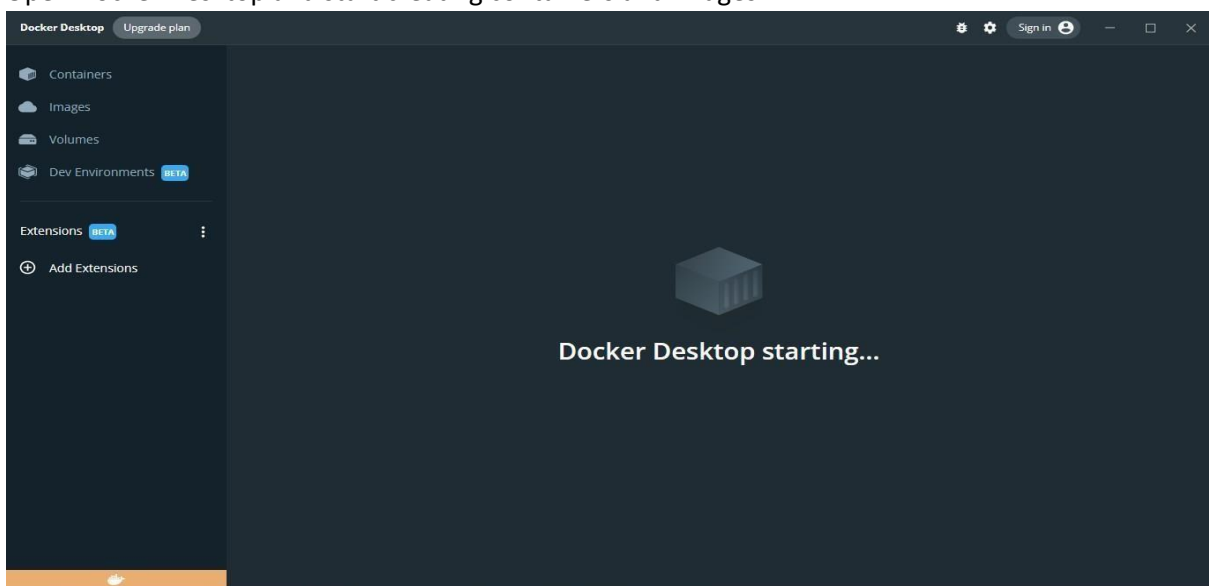 Docker Desktop Upgrade plan Sign in
Containers
Images
Volumes
Dev Environments BETA
Extensions BETA
Add Extensions
Docker Desktop starting...